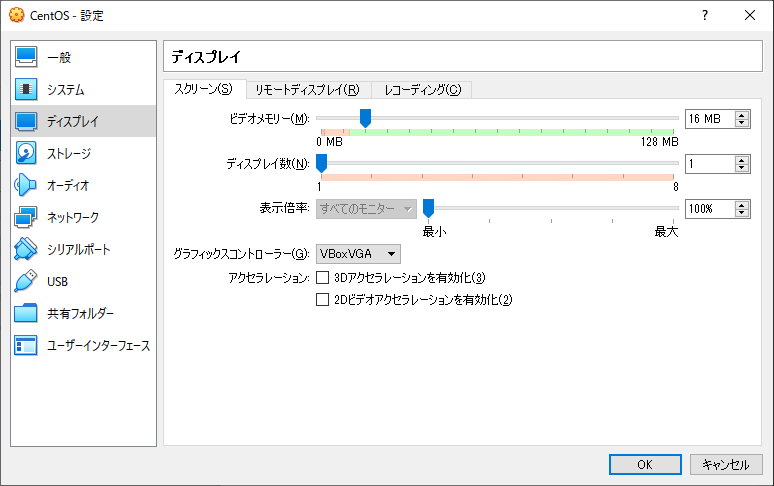 CentOS - 設定
?
一般
システム
ディスプレイ
ストレージ
オーディオ
ネットワーク
シリアルポート
USB
共有フォルダー
ユーザーインターフェース
ディスプレイ
スクリーン(S) リモートディスプレイ(R) レコーディング(C)
ビデオメモリー(M): 16 MB
0 MB 128 MB
ディスプレイ数(N): 1
1 8
表示倍率: すべてのモニター 100%
最小 最大
グラフィックスコントローラー(G): VBoxVGA
アクセラレーション: 3Dアクセラレーションを有効化(3)
2Dビデオアクセラレーションを有効化(2)
OK キャンセル